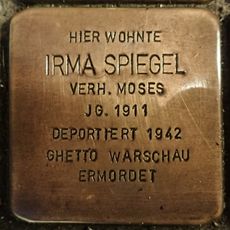 HIER WOHNTE
IRMA SPIEGEL
VERH. MOSES
JG. 1911
DEPORTIERT 1942
GHETTO WARSCHAU
ERMORDET